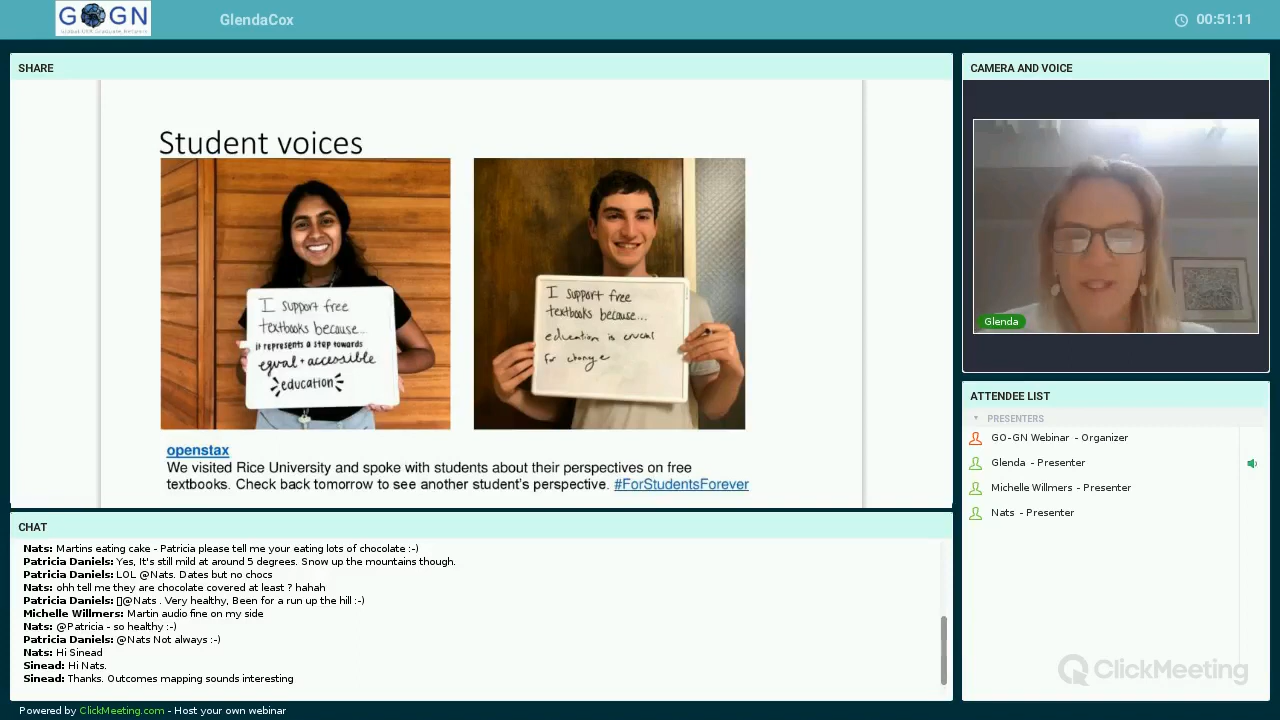 GO GN
GlendaCox
00:51:11
SHARE
Student voices
I support free
textbooks because...
it represents a step towards
equal + accessible
education
I support free
textbooks because...
education is crucial
for change
openstax
We visited Rice University and spoke with students about their perspectives on free
textbooks. Check back tomorrow to see another student's perspective. #ForStudentsForever
CAMERA AND VOICE
Glenda
ATTENDEE LIST
PRESENTERS
GO-GN Webinar - Organizer
Glenda - Presenter
Michelle Willmers - Presenter
Nats - Presenter
ClickMeeting
CHAT
Nats: Martins eating cake - Patricia please tell me your eating lots of chocolate :-)
Patricia Daniels: Yes, It's still mild at around 5 degrees. Snow up the mountains though.
Patricia Daniels: LOL @Nats. Dates but no chocs
Nats: ohh tell me they are chocolate covered at least ? hahah
Patricia Daniels: @Nats . Very healthy, Been for a run up the hill :-)
Michelle Willmers: Martin audio fine on my side
Nats: @Patricia - so healthy :-)
Patricia Daniels: @Nats Not always :-)
Nats: Hi Sinead
Sinead: Hi Nats.
Sinead: Thanks. Outcomes mapping sounds interesting
Powered by ClickMeeting.com - Host your own webinar